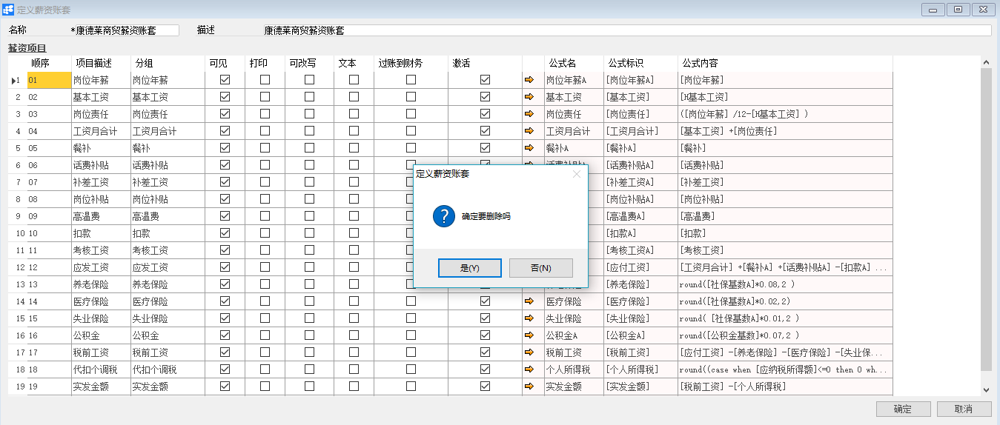 定义薪资账套
名称 *康德莱商贸薪资账套 描述 康德莱商贸薪资账套
薪资项目
顺序 项目描述 分组 可见 打印 可改写 文本 过账到财务 激活 公式名 公式标识 公式内容
1 01 岗位年薪 岗位年薪 岗位年薪A [岗位年薪A] [岗位年薪]
2 02 基本工资 基本工资 基本工资 [基本工资] [H基本工资]
3 03 岗位责任 岗位责任 岗位责任 [岗位责任] ([岗位年薪] /12-[H基本工资] )
4 04 工资月合计 工资月合计 工资月合计 [工资月合计] [基本工资] +[岗位责任]
5 05 餐补 餐补 餐补A [餐补A] [餐补]
6 06 话费补贴 话费补贴 话费补贴A [话费补贴A] [话费补贴]
7 07 补差工资 补差工资 [补差工资A] [补差工资]
8 08 岗位补贴 岗位补贴 [岗位补贴A] [岗位补贴]
9 09 高温费 高温费 [高温费A] [高温费]
10 10 扣款 扣款 [扣款A] [扣款]
11 11 考核工资 考核工资 [考核工资A] [考核工资]
12 12 应发工资 应发工资 [应付工资] [工资月合计] +[餐补A] +[话费补贴A] -[扣款A] ...
13 13 养老保险 养老保险 [养老保险] round([社保基数A]*0.08,2 )
14 14 医疗保险 医疗保险 医疗保险 [医疗保险] round([社保基数A]*0.02,2)
15 15 失业保险 失业保险 失业保险 [失业保险] round( [社保基数A]*0.01,2 )
16 16 公积金 公积金 公积金A [公积金A] round([公积金基数]*0.07,2 )
17 17 税前工资 税前工资 税前工资 [税前工资] [应付工资] -[养老保险] -[医疗保险] -[失业保...
18 18 代扣个调税 代扣个调税 个人所得税 [个人所得税] round((case when [应纳税所得额]<=0 then 0 wh...
19 19 实发金额 实发金额 实发金额 [实发金额] [税前工资] -[个人所得税]
定义薪资账套
确定要删除吗
是(Y) 否(N)
确定 取消